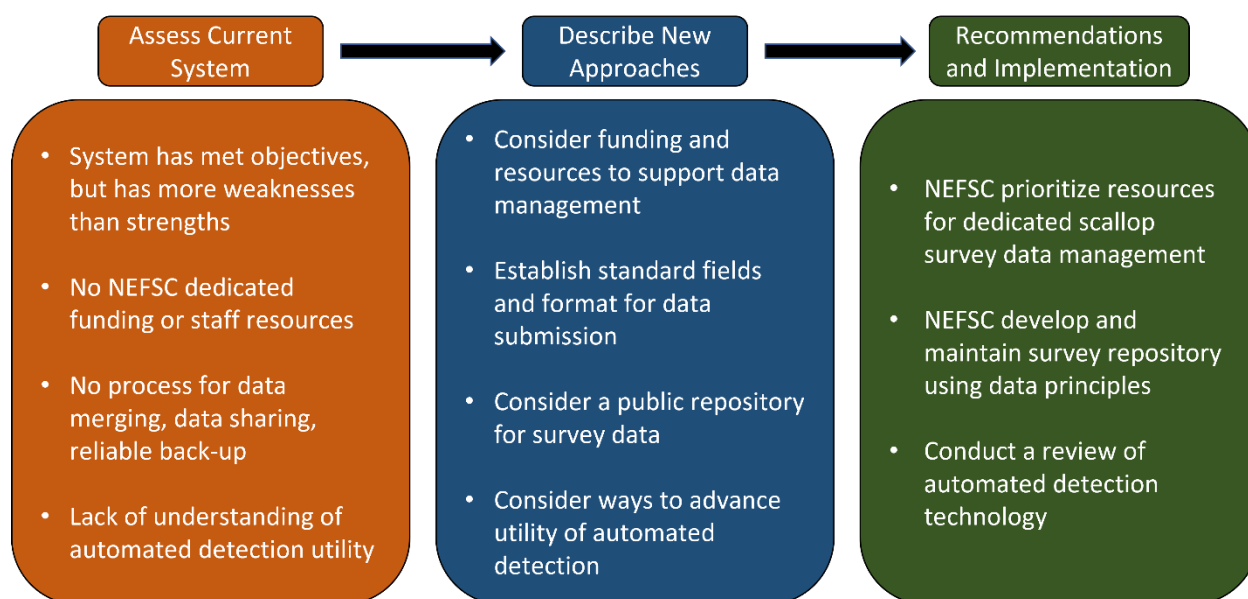 Assess Current
System
Describe New
Approaches
Recommendations
and Implementation
• System has met objectives,
but has more weaknesses
than strengths
• No NEFSC dedicated
funding or staff resources
• No process for data
merging, data sharing,
reliable back-up
• Lack of understanding of
automated detection utility
• Consider funding and
resources to support data
management
• Establish standard fields
and format for data
submission
• Consider a public repository
for survey data
• Consider ways to advance
utility of automated
detection
• NEFSC prioritize resources
for dedicated scallop
survey data management
• NEFSC develop and
maintain survey repository
using data principles
• Conduct a review of
automated detection
technology